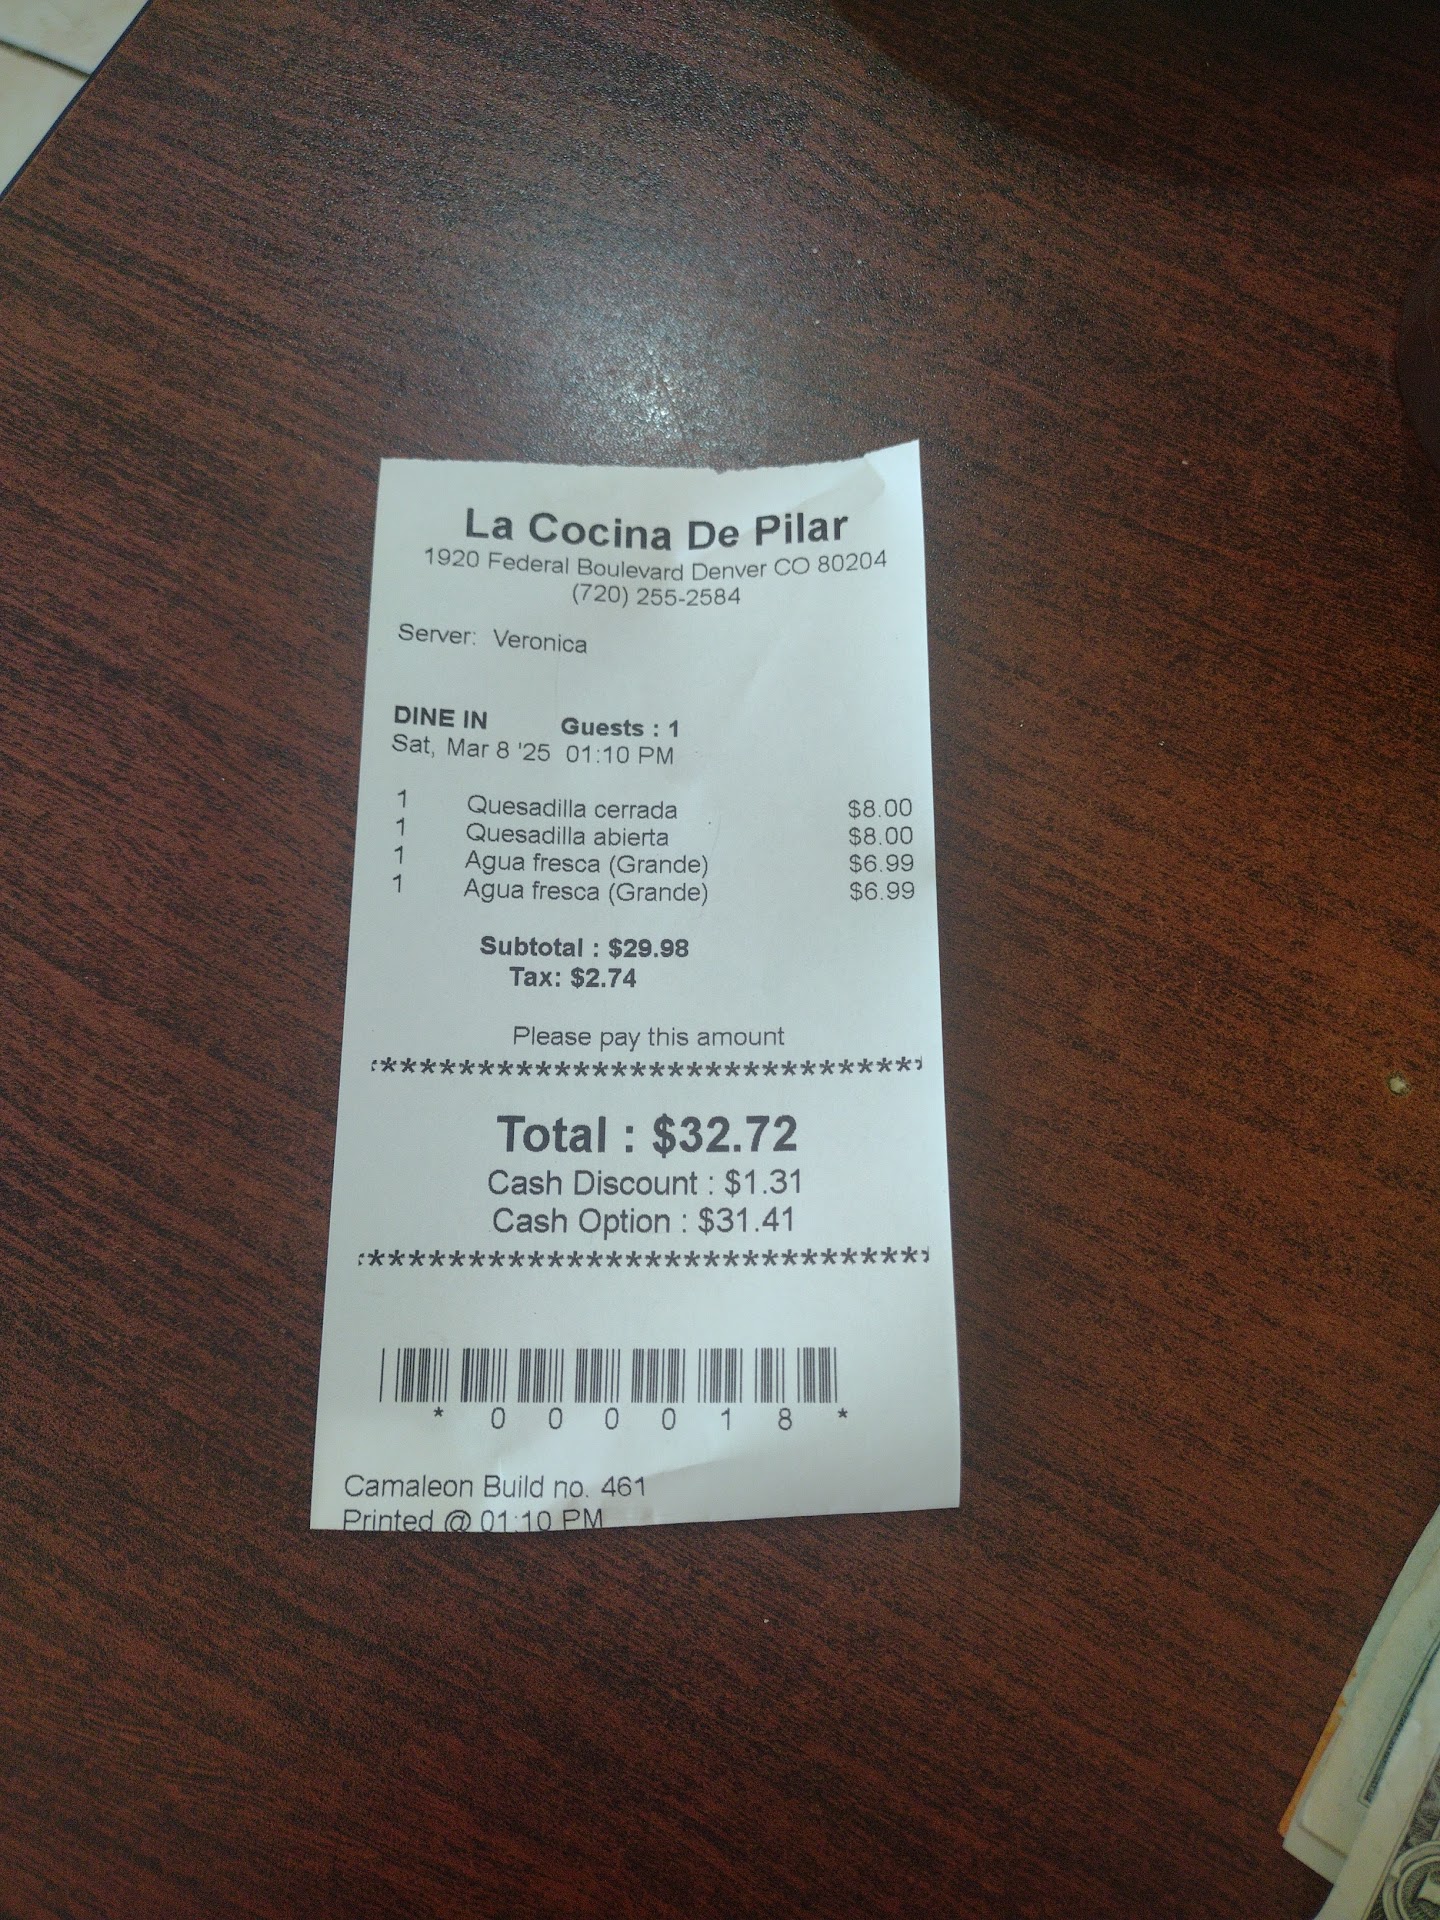 La Cocina De Pilar
1920 Federal Boulevard Denver CO 80204
(720) 255-2584
Server: Veronica
DINE IN Guests : 1
Sat, Mar 8 '25 01:10 PM
1 Quesadilla cerrada $8.00
1 Quesadilla abierta $8.00
1 Agua fresca (Grande) $6.99
1 Agua fresca (Grande) $6.99
Subtotal : $29.98
Tax: $2.74
Please pay this amount
****************************
Total : $32.72
Cash Discount : $1.31
Cash Option : $31.41
****************************
* 0 0 0 0 1 8 *
Camaleon Build no. 461
Printed @ 01:10 PM